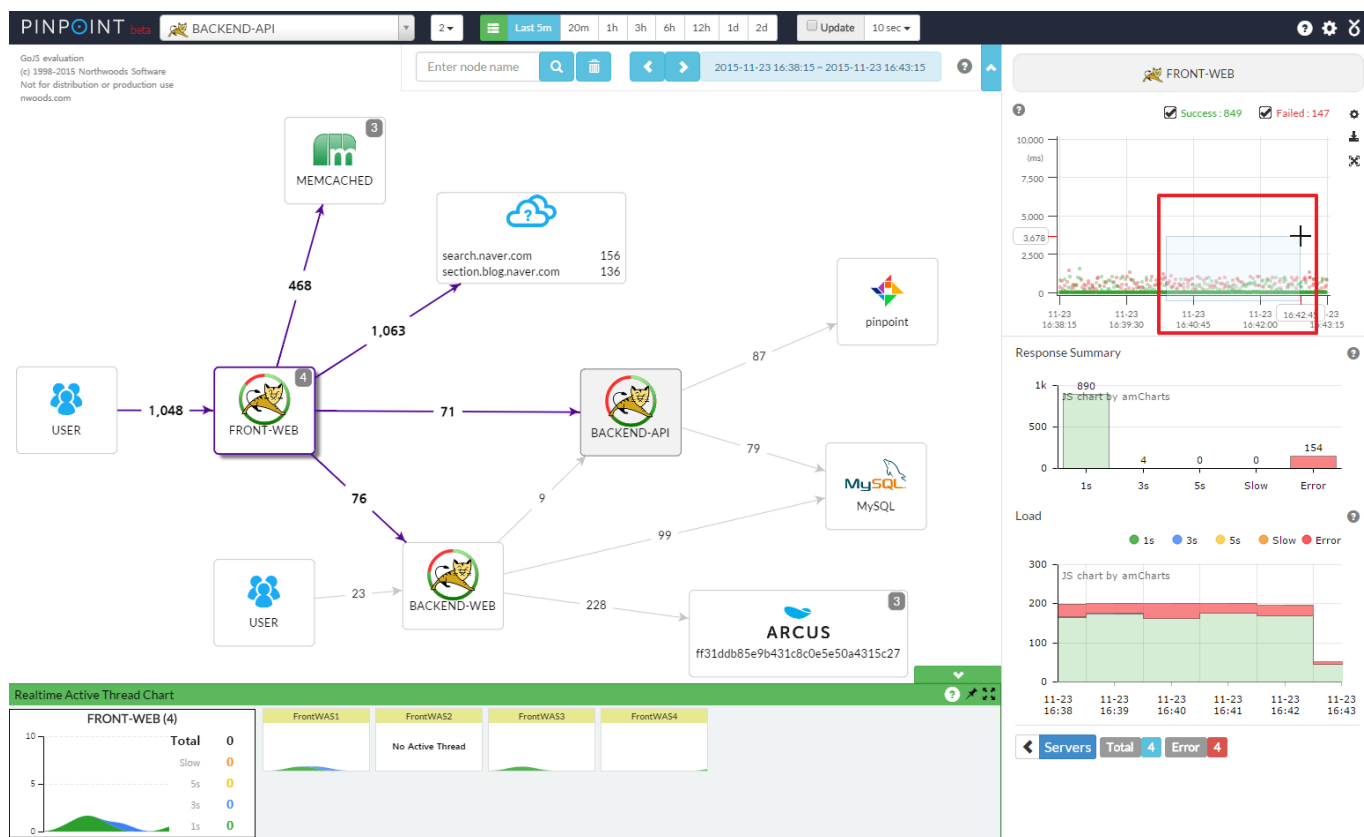 PINPOINT beta
BACKEND-API
2
Last 5m 20m 1h 3h 6h 12h 1d 2d
Update 10 sec
GoJS evaluation
(c) 1998-2015 Northwoods Software
Not for distribution or production use
nwoods.com
Enter node name
2015-11-23 16:38:15 ~ 2015-11-23 16:43:15
3
MEMCACHED
search.naver.com 156
section.blog.naver.com 136
468
1,063
pinpoint
87
USER
1,048
4
FRONT-WEB
71
BACKEND-API
79
MySQL
MySQL
76
9
99
USER
23
BACKEND-WEB
228
3
ARCUS
ff31ddb85e9b431c8c0e5e50a4315c27
Realtime Active Thread Chart
FRONT-WEB (4)
10
5
0
Total 0
Slow 0
5s 0
3s 0
1s 0
FrontWAS1
FrontWAS2
No Active Thread
FrontWAS3
FrontWAS4
FRONT-WEB
Success : 849 Failed : 147
10,000
(ms)
7,500
5,000
3,678
2,500
0
11-23 11-23 11-23 11-23 -23
16:38:15 16:39:30 16:40:45 16:42:00 16:42:45 16:43:15
Response Summary
1k
500
0
890
JS chart by amCharts
4
0
0
154
1s 3s 5s Slow Error
Load
1s 3s 5s Slow Error
300
200
100
0
JS chart by amCharts
11-23 11-23 11-23 11-23 11-23 11-23
16:38 16:39 16:40 16:41 16:42 16:43
Servers Total 4 Error 4